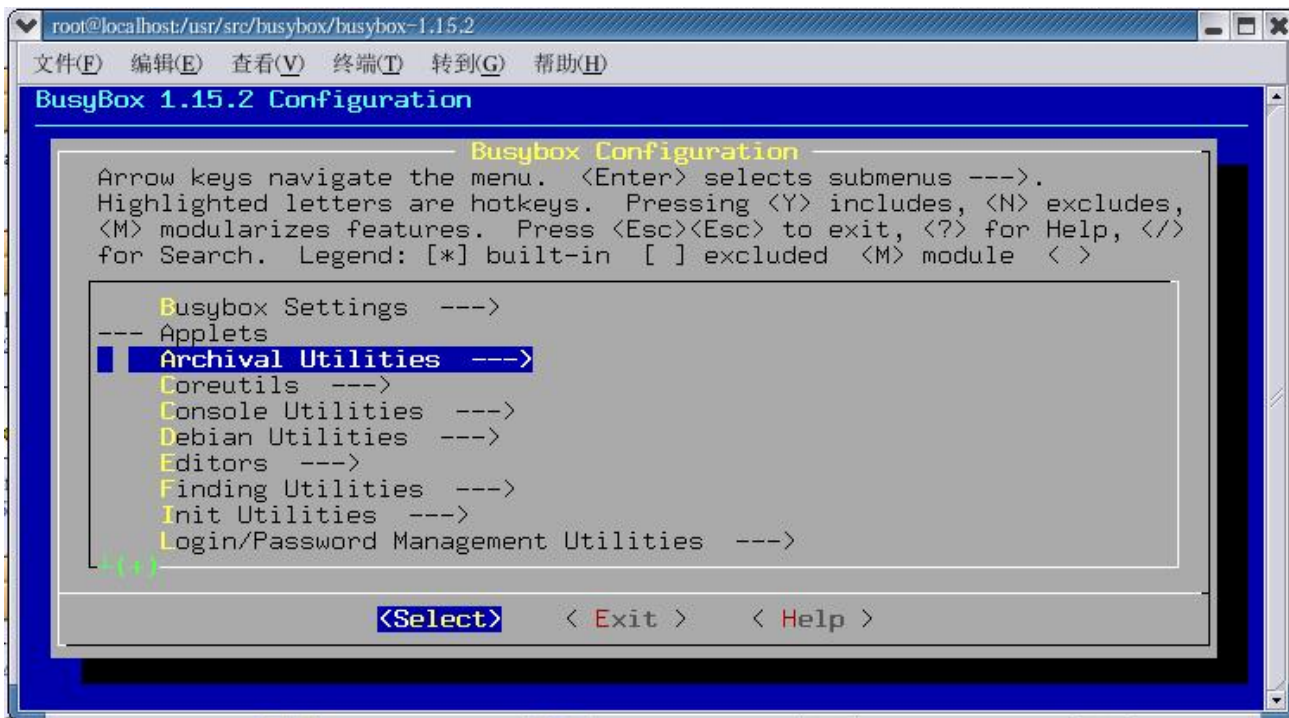 root@localhost:/usr/src/busybox/busybox-1.15.2
文件(F) 编辑(E) 查看(V) 终端(T) 转到(G) 帮助(H)
BusyBox 1.15.2 Configuration
Busybox Configuration
Arrow keys navigate the menu. <Enter> selects submenus --->.
Highlighted letters are hotkeys. Pressing <Y> includes, <N> excludes,
<M> modularizes features. Press <Esc><Esc> to exit, <?> for Help, </>
for Search. Legend: [*] built-in [ ] excluded <M> module < >
Busybox Settings --->
--- Applets
Archival Utilities --->
Coreutils --->
Console Utilities --->
Debian Utilities --->
Editors --->
Finding Utilities --->
Init Utilities --->
Login/Password Management Utilities --->
(+)
<Select> < Exit > < Help >